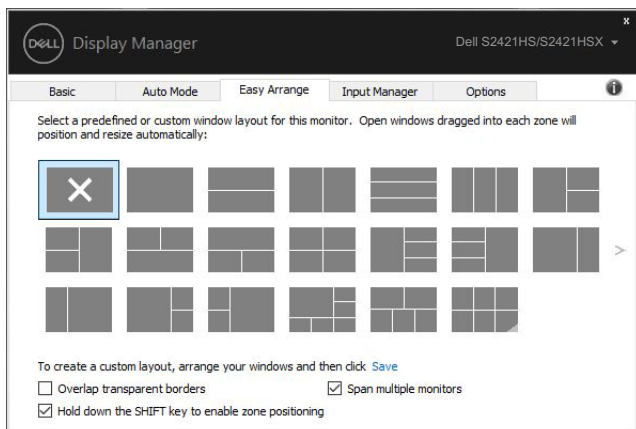 DELL Display Manager
x
Dell S2421HS/S2421HSX
Basic Auto Mode Easy Arrange Input Manager Options
Select a predefined or custom window layout for this monitor. Open windows dragged into each zone will
position and resize automatically:
To create a custom layout, arrange your windows and then click Save
Overlap transparent borders Span multiple monitors
Hold down the SHIFT key to enable zone positioning